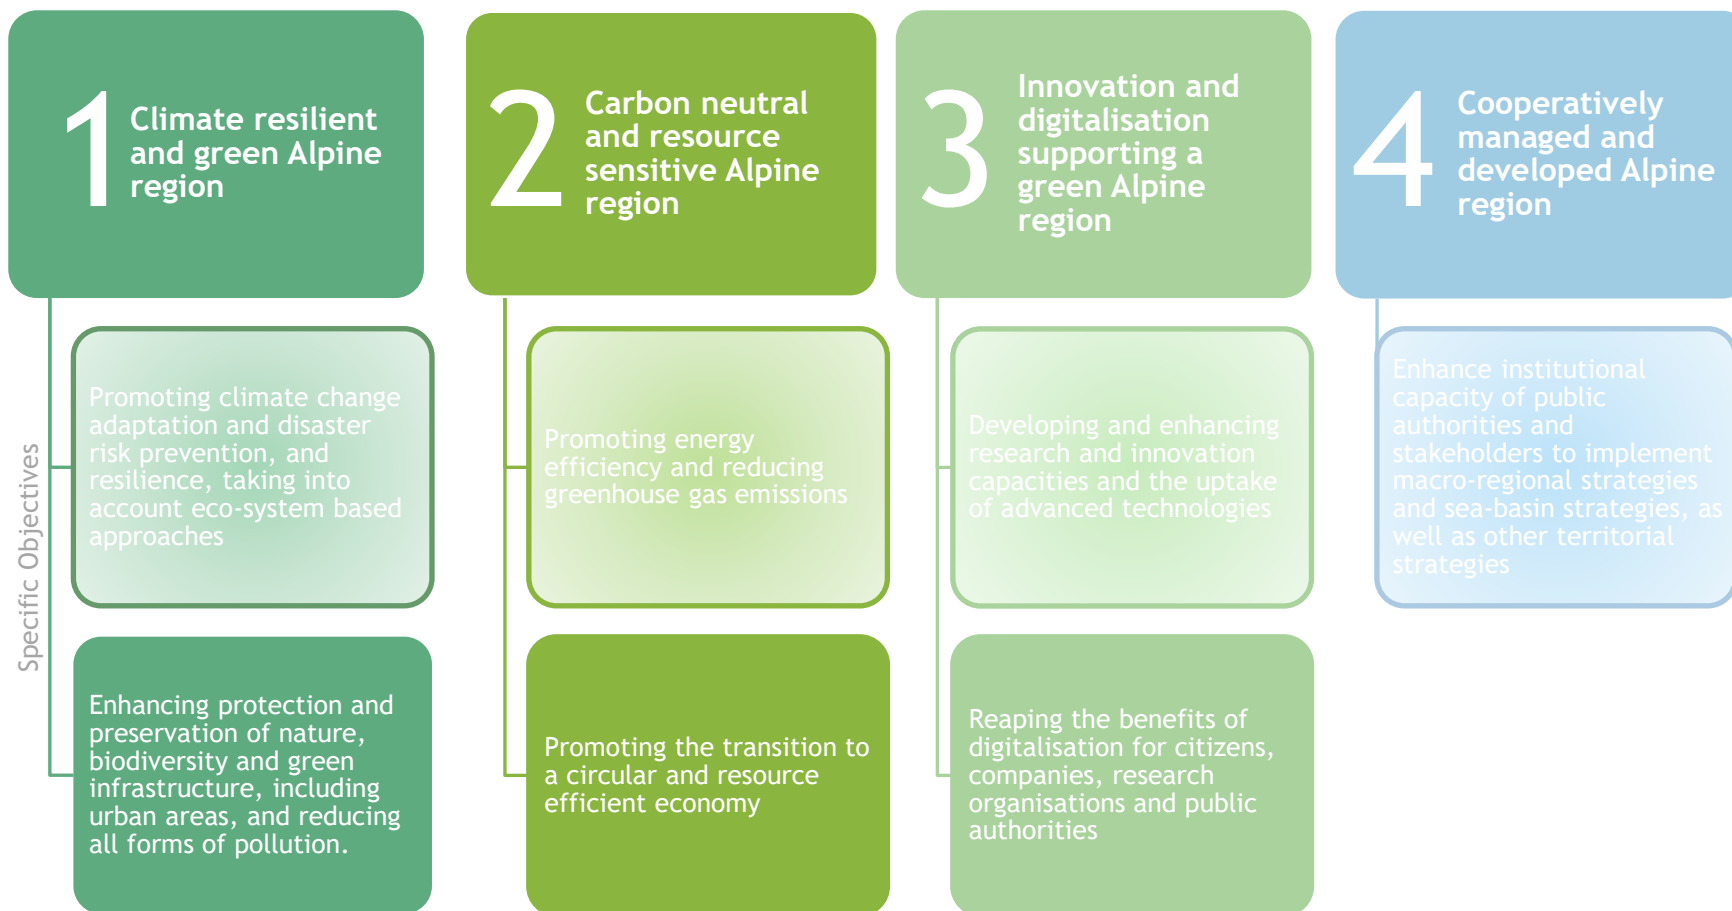 1
Climate resilient
and green Alpine
region
2
Carbon neutral
and resource
sensitive Alpine
region
3
Innovation and
digitalisation
supporting a
green Alpine
region
4
Cooperatively
managed and
developed Alpine
region
Specific Objectives
Promoting climate change
adaptation and disaster
risk prevention, and
resilience, taking into
account eco-system based
approaches
Promoting energy
efficiency and reducing
greenhouse gas emissions
Developing and enhancing
research and innovation
capacities and the uptake
of advanced technologies
Enhance institutional
capacity of public
authorities and
stakeholders to implement
macro-regional strategies
and sea-basin strategies, as
well as other territorial
strategies
Enhancing protection and
preservation of nature,
biodiversity and green
infrastructure, including
urban areas, and reducing
all forms of pollution.
Promoting the transition to
a circular and resource
efficient economy
Reaping the benefits of
digitalisation for citizens,
companies, research
organisations and public
authorities